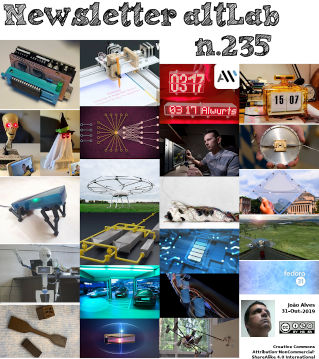 Newsletter altLab
n.235
03:17
03:17 Alwurts
15 07
fedora
31
João Alves
31-Out-2019
Creative Commons
Attribution-NonCommercial-
ShareAlike 4.0 International